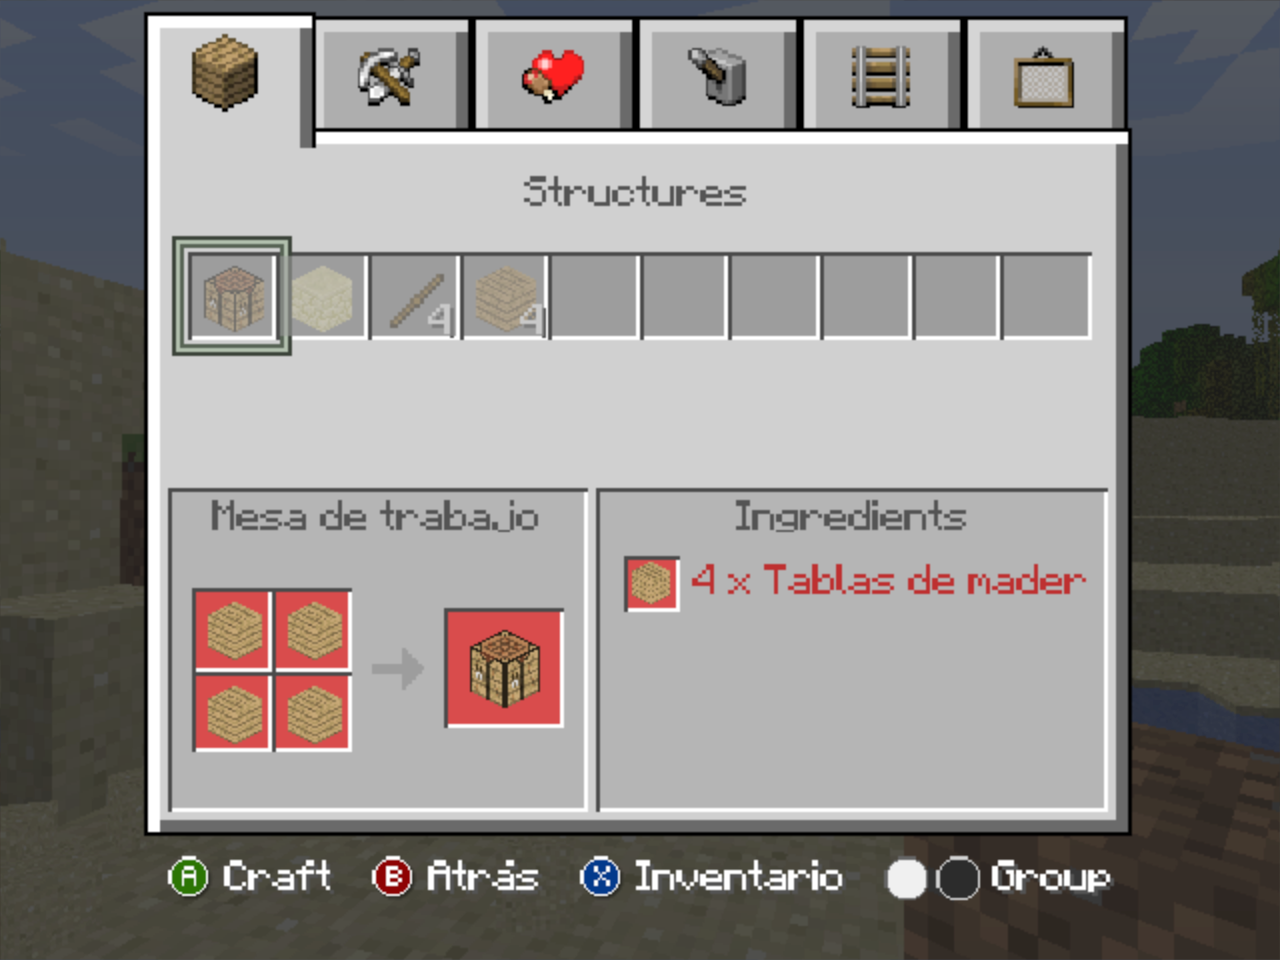 Structures
4 4
Mesa de trabajo
Ingredients
4 x Tablas de mader
A Craft B Atrás X Inventario Group